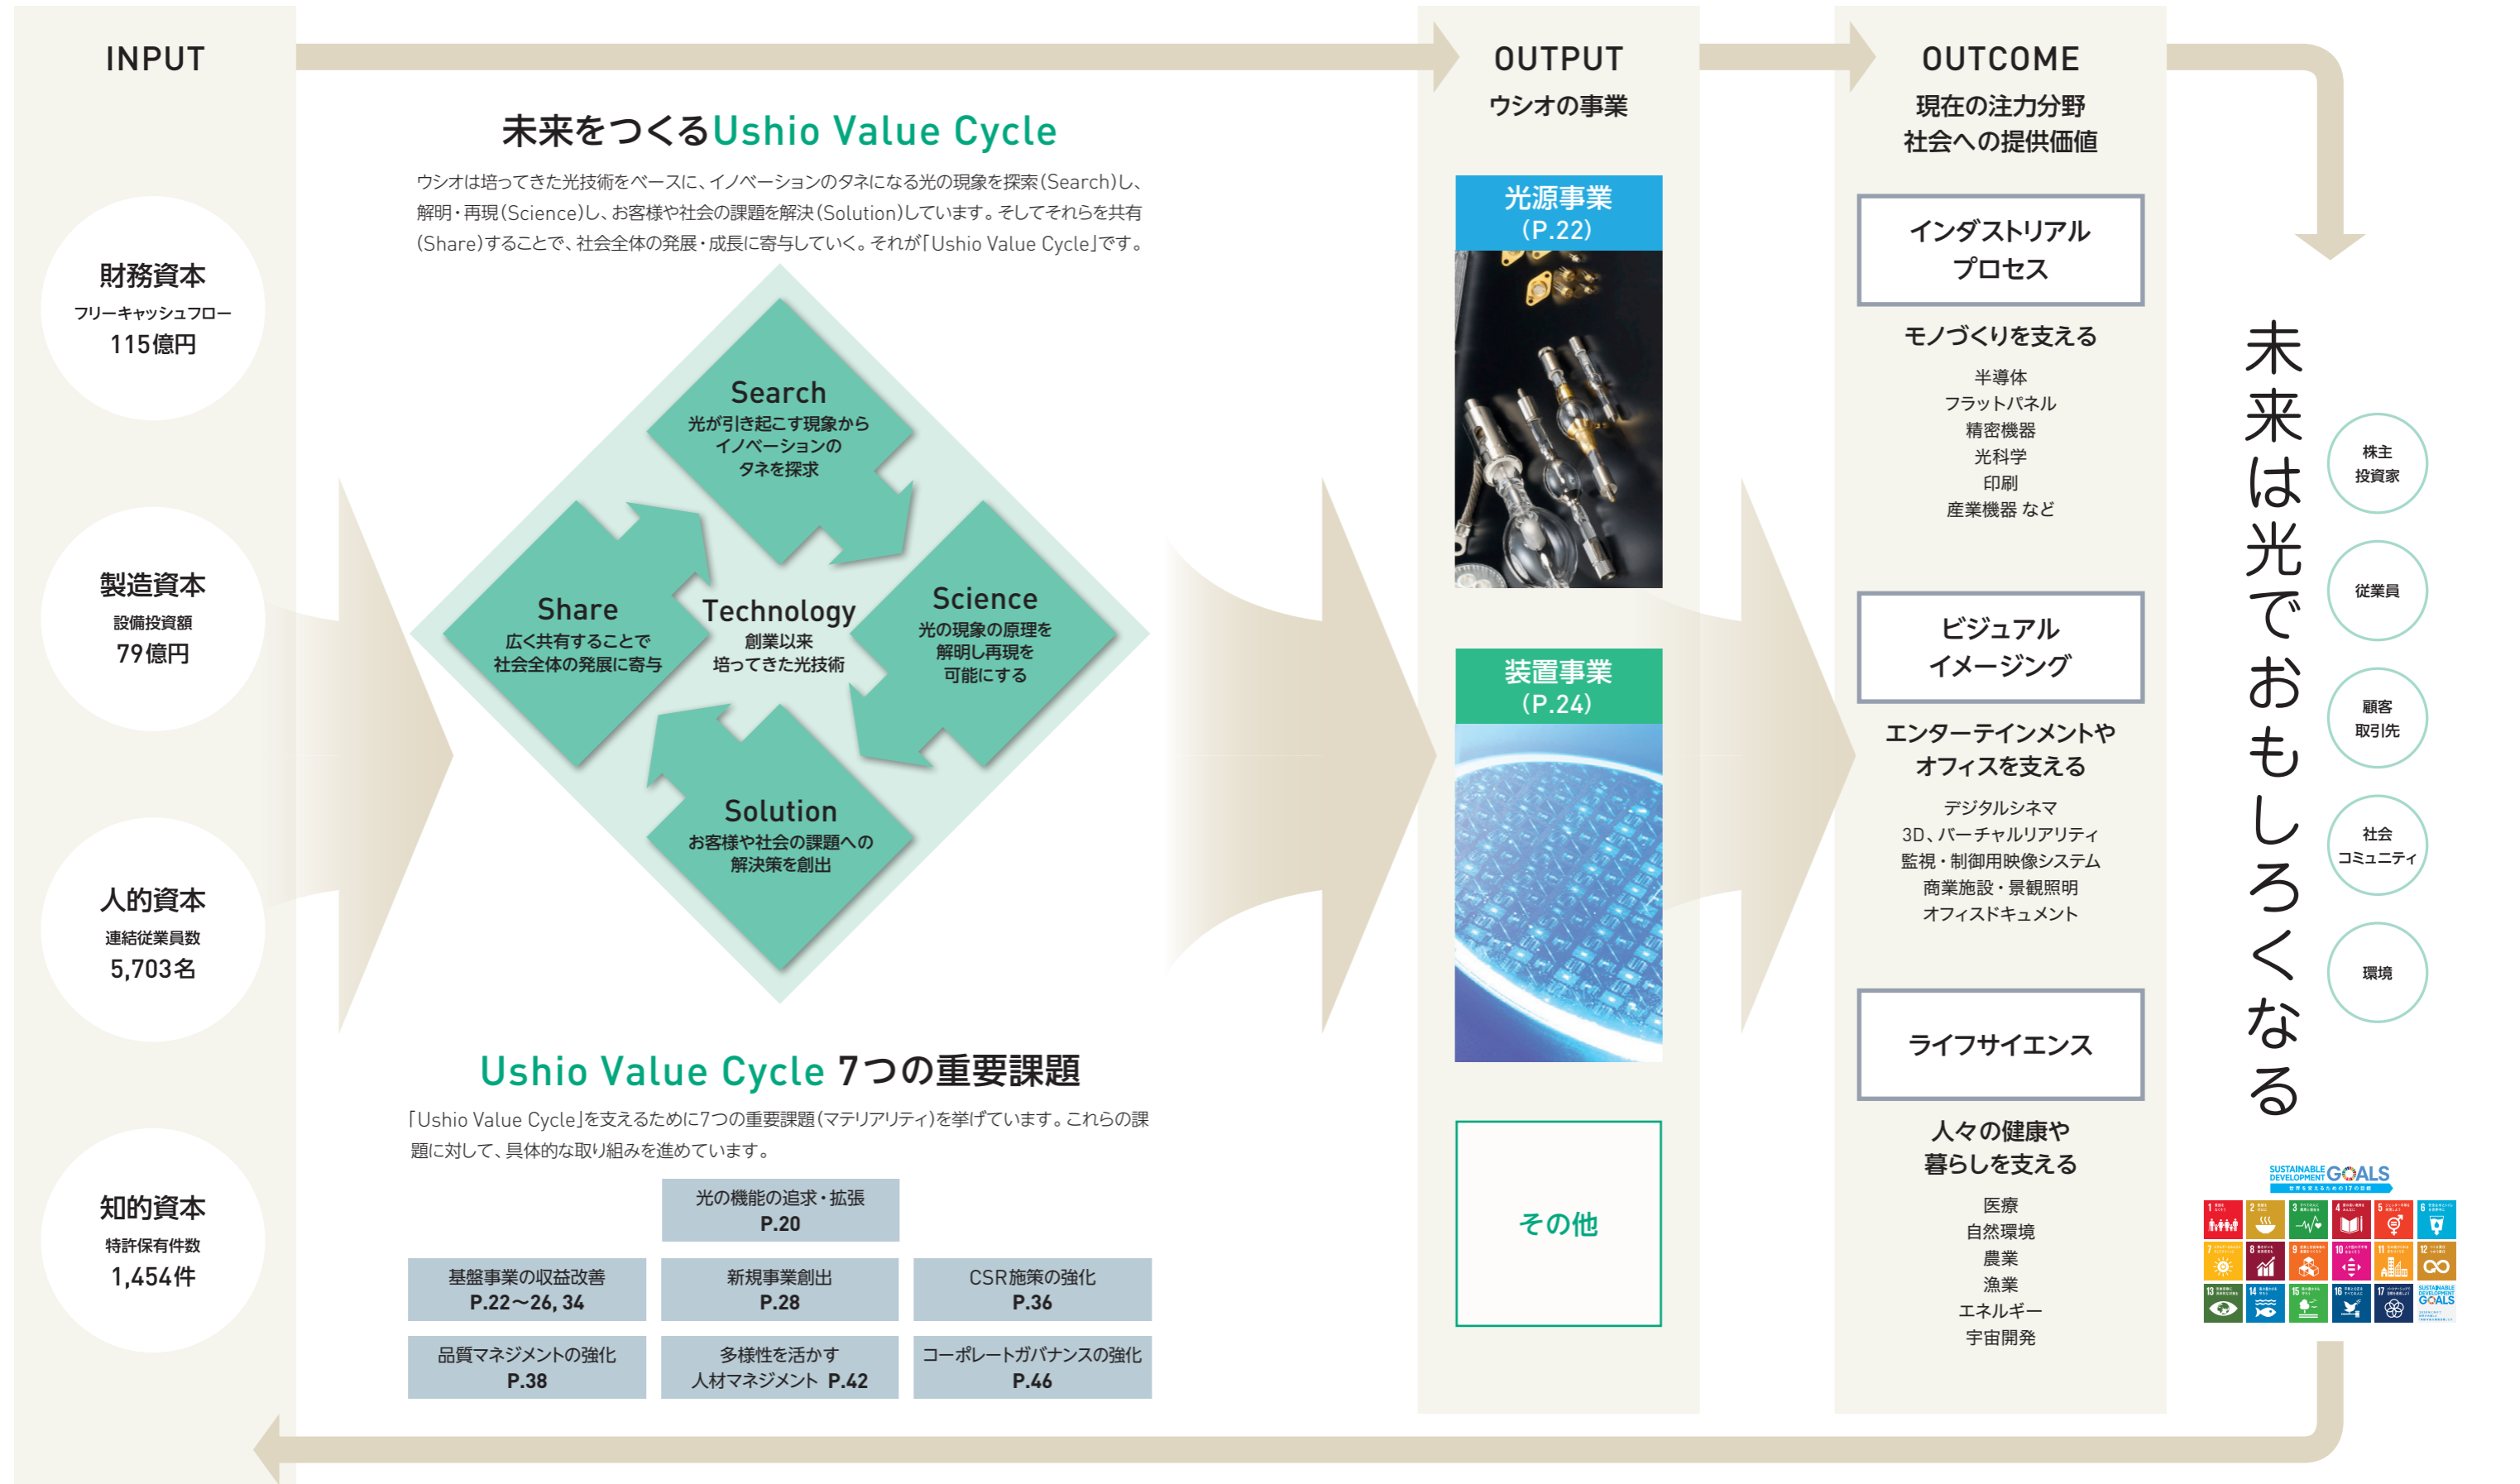 INPUT
財務資本
フリーキャッシュフロー
115億円
製造資本
設備投資額
79億円
人的資本
連結従業員数
5,703名
知的資本
特許保有件数
1,454件
未来をつくるUshio Value Cycle
ウシオは培ってきた光技術をベースに、イノベーションのタネになる光の現象を探索(Search)し、
解明・再現(Science)し、お客様や社会の課題を解決(Solution)しています。そしてそれらを共有
(Share)することで、社会全体の発展・成長に寄与していく。それが「Ushio Value Cycle」です。
Search
光が引き起こす現象から
イノベーションの
タネを探求
Share
広く共有することで
社会全体の発展に寄与
Technology
創業以来
培ってきた光技術
Science
光の現象の原理を
解明し再現を
可能にする
Solution
お客様や社会の課題への
解決策を創出
Ushio Value Cycle 7つの重要課題
「Ushio Value Cycle」を支えるために7つの重要課題(マテリアリティ)を挙げています。これらの課
題に対して、具体的な取り組みを進めています。
光の機能の追求・拡張
P.20
基盤事業の収益改善
P.22〜26, 34
新規事業創出
P.28
CSR施策の強化
P.36
品質マネジメントの強化
P.38
多様性を活かす
人材マネジメント P.42
コーポレートガバナンスの強化
P.46
OUTPUT
ウシオの事業
光源事業
(P.22)
装置事業
(P.24)
その他
OUTCOME
現在の注力分野
社会への提供価値
インダストリアル
プロセス
モノづくりを支える
半導体
フラットパネル
精密機器
光科学
印刷
産業機器 など
ビジュアル
イメージング
エンターテインメントや
オフィスを支える
デジタルシネマ
3D、バーチャルリアリティ
監視・制御用映像システム
商業施設・景観照明
オフィスドキュメント
ライフサイエンス
人々の健康や
暮らしを支える
医療
自然環境
農業
漁業
エネルギー
宇宙開発
未来は光でおもしろくなる
株主
投資家
従業員
顧客
取引先
社会
コミュニティ
環境
SUSTAINABLE
DEVELOPMENT GOALS
世界を変えるための17の目標
1
2
3
4
5
6
7
8
9
10
11
12
13
14
15
16
17
SUSTAINABLE
DEVELOPMENT
GOALS